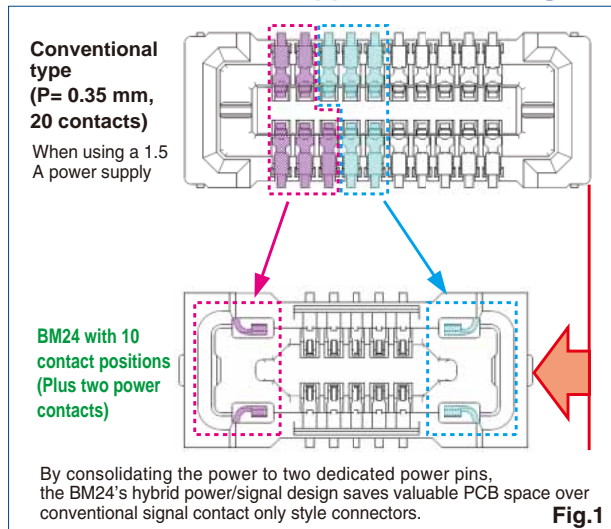 Conventional
type
(P= 0.35 mm,
20 contacts)
When using a 1.5
A power supply
BM24 with 10
contact positions
(Plus two power
contacts)
By consolidating the power to two dedicated power pins,
the BM24's hybrid power/signal design saves valuable PCB space over
conventional signal contact only style connectors.
Fig.1